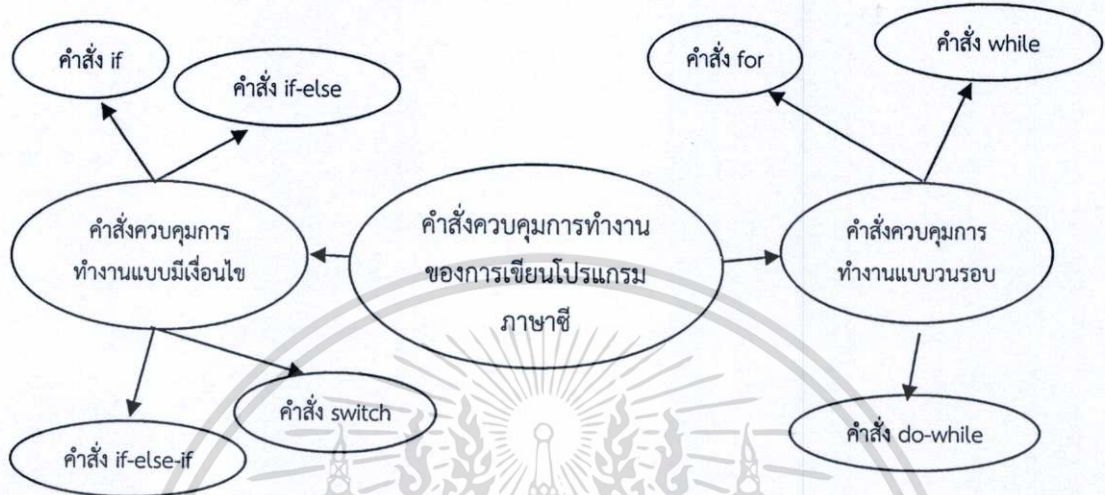 คำสั่ง if
คำสั่ง if-else
คำสั่ง for
คำสั่ง while
คำสั่งควบคุมการ
ทำงานแบบมีเงื่อนไข
คำสั่งควบคุมการทำงาน
ของการเขียนโปรแกรม
ภาษาซี
คำสั่งควบคุมการ
ทำงานแบบวนรอบ
คำสั่ง if-else-if
คำสั่ง switch
คำสั่ง do-while